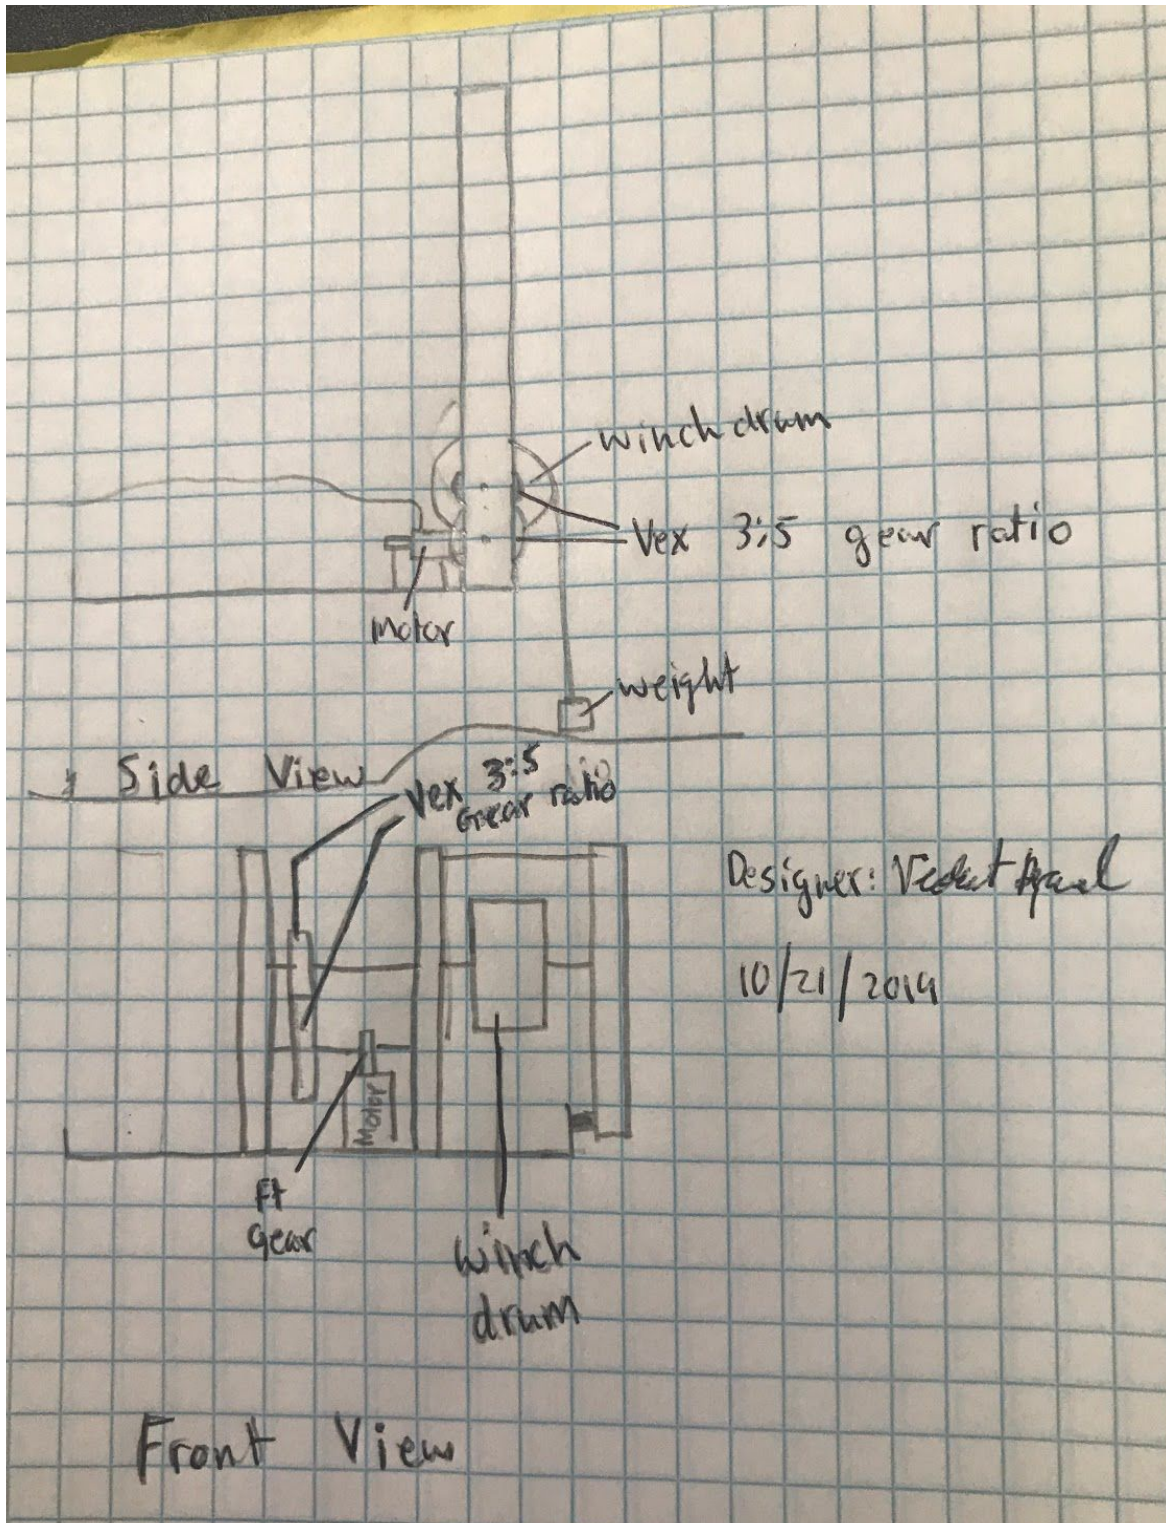 winch drum
Vex 3:5 gear ratio
Motor
weight
Side View
Vex 3:5
Gear ratio
Designer:
10/21/2019
Motor
Ft
gear
winch
drum
Front View